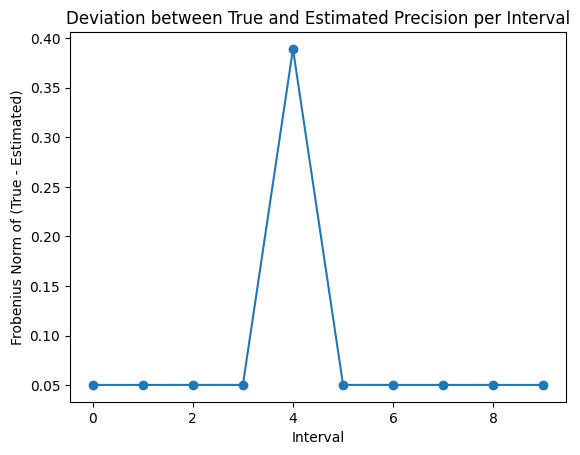 Deviation between True and Estimated Precision per Interval
Frobenius Norm of (True - Estimated)
0.40
0.35
0.30
0.25
0.20
0.15
0.10
0.05
0 2 4 6 8
Interval